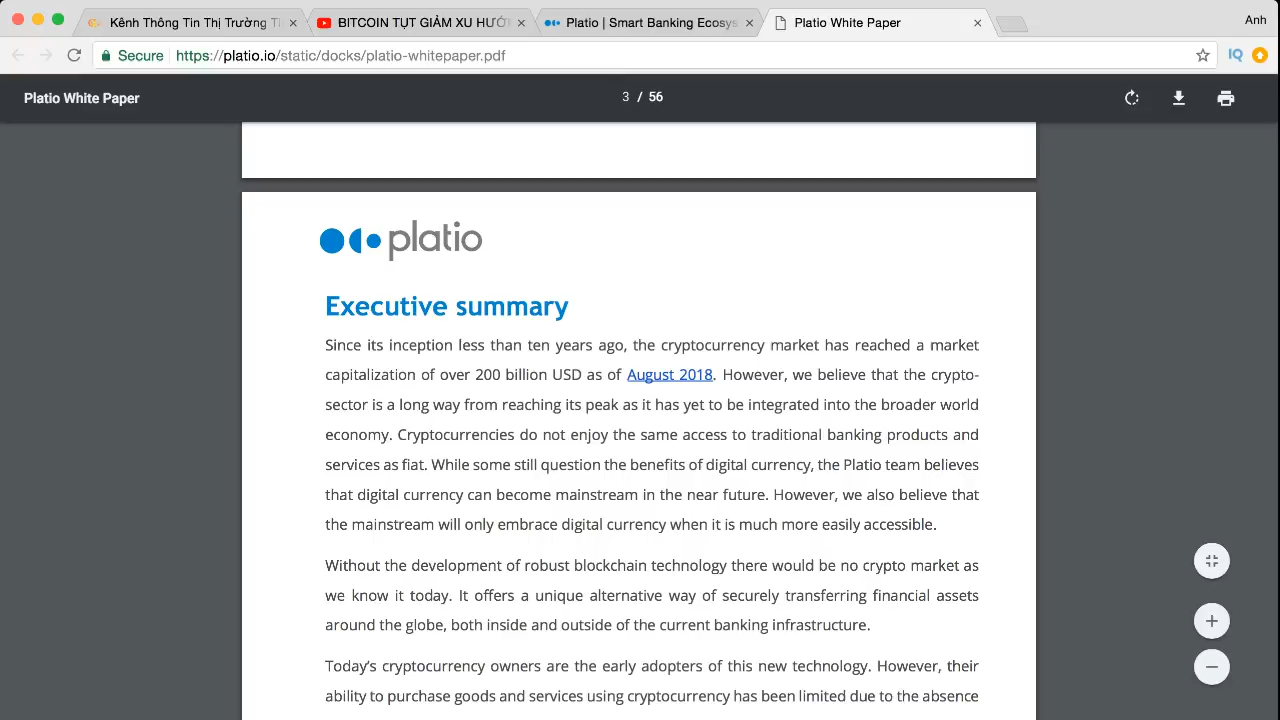 Kênh Thông Tin Thị Trường Ti
BITCOIN TỤT GIẢM XU HƯỚ
Platio | Smart Banking Ecosys
Platio White Paper
Anh
Secure
https://platio.io/static/docks/platio-whitepaper.pdf
IQ
Platio White Paper
3 / 56
platio
Executive summary
Since its inception less than ten years ago, the cryptocurrency market has reached a market
capitalization of over 200 billion USD as of August 2018. However, we believe that the crypto-
sector is a long way from reaching its peak as it has yet to be integrated into the broader world
economy. Cryptocurrencies do not enjoy the same access to traditional banking products and
services as fiat. While some still question the benefits of digital currency, the Platio team believes
that digital currency can become mainstream in the near future. However, we also believe that
the mainstream will only embrace digital currency when it is much more easily accessible.
Without the development of robust blockchain technology there would be no crypto market as
we know it today. It offers a unique alternative way of securely transferring financial assets
around the globe, both inside and outside of the current banking infrastructure.
Today's cryptocurrency owners are the early adopters of this new technology. However, their
ability to purchase goods and services using cryptocurrency has been limited due to the absence